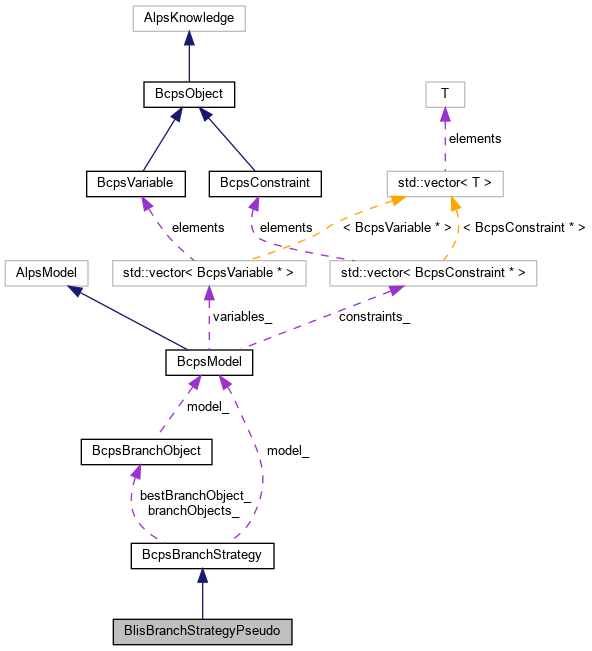 AlpsKnowledge
BcpsObject
T
elements
BcpsVariable
BcpsConstraint
std::vector< T >
elements
elements
< BcpsVariable * >
< BcpsConstraint * >
AlpsModel
std::vector< BcpsVariable * >
std::vector< BcpsConstraint * >
variables_
constraints_
BcpsModel
model_
BcpsBranchObject
model_
bestBranchObject_
branchObjects_
BcpsBranchStrategy
BlisBranchStrategyPseudo